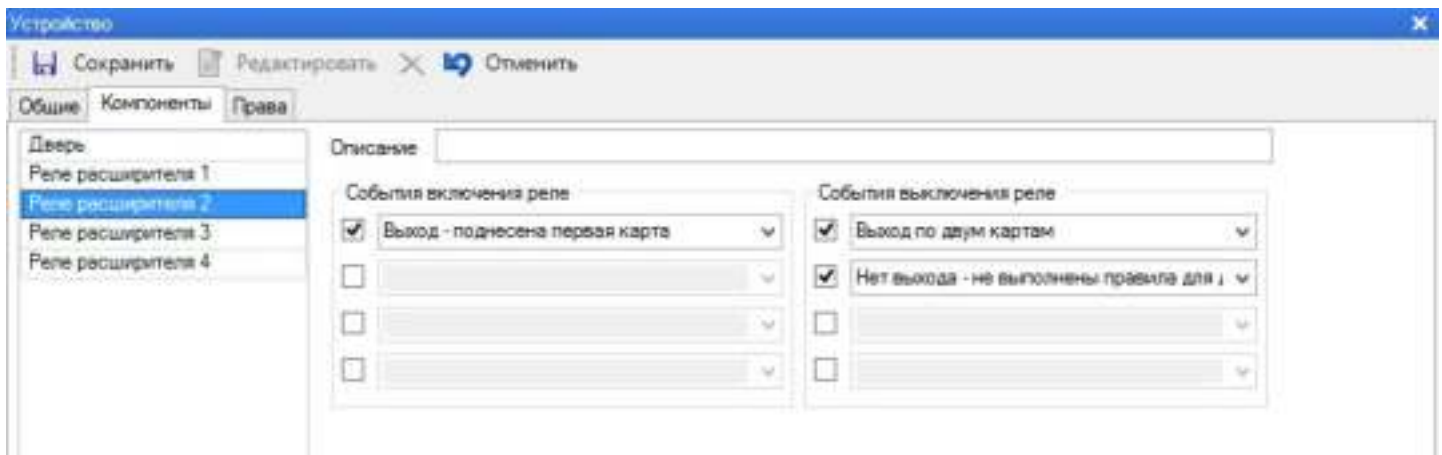 Устройство
Сохранить Редактировать Отменить
Общие Компоненты Права
Дверь
Реле расширителя 1
Реле расширителя 2
Реле расширителя 3
Реле расширителя 4
Описание
События включения реле
Выход - поднесена первая карта
События выключения реле
Выход по двум картам
Нет выхода - не выполнены правила для д